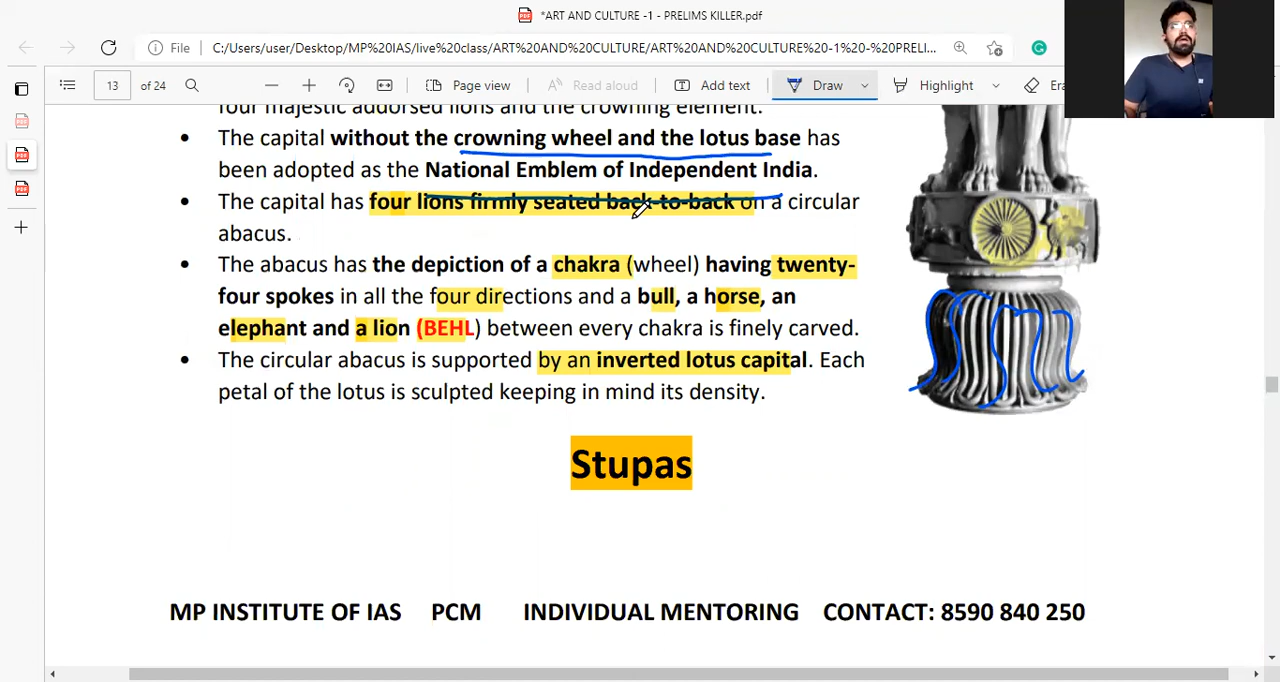 *ART AND CULTURE -1 - PRELIMS KILLER.pdf
File C:/Users/user/Desktop/MP%20IAS/live%20class/ART%20AND%20CULTURE/ART%20AND%20CULTURE%20-1%20-%20PRELI...
13 of 24 Page view Read aloud Add text Draw Highlight Era
four majestic addorsed lions and the crowning element.
• The capital without the crowning wheel and the lotus base has
been adopted as the National Emblem of Independent India.
• The capital has four lions firmly seated back-to-back on a circular
abacus.
• The abacus has the depiction of a chakra (wheel) having twenty-
four spokes in all the four directions and a bull, a horse, an
elephant and a lion (BEHL) between every chakra is finely carved.
• The circular abacus is supported by an inverted lotus capital. Each
petal of the lotus is sculpted keeping in mind its density.
Stupas
MP INSTITUTE OF IAS PCM INDIVIDUAL MENTORING CONTACT: 8590 840 250